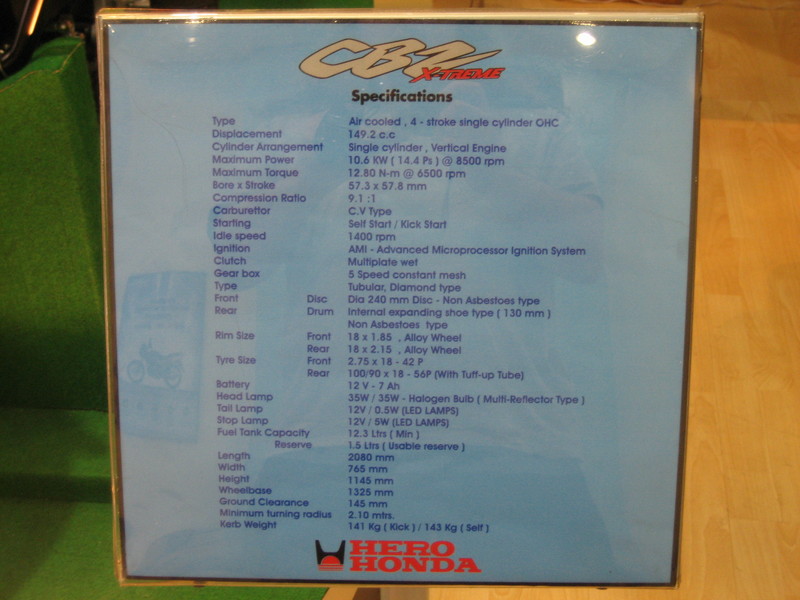 CBZ
X-TREME
Specifications
Type Air cooled , 4 - stroke single cylinder OHC
Displacement 149.2 c.c
Cylinder Arrangement Single cylinder , Vertical Engine
Maximum Power 10.6 KW ( 14.4 Ps ) @ 8500 rpm
Maximum Torque 12.80 N-m @ 6500 rpm
Bore x Stroke 57.3 x 57.8 mm
Compression Ratio 9.1 :1
Carburettor C.V Type
Starting Self Start / Kick Start
Idle speed 1400 rpm
Ignition AMI - Advanced Microprocessor Ignition System
Clutch Multiplate wet
Gear box 5 Speed constant mesh
Type Tubular, Diamond type
Front Disc Dia 240 mm Disc - Non Asbestoes type
Rear Drum Internal expanding shoe type ( 130 mm )
Non Asbestoes type
Rim Size Front 18 x 1.85 , Alloy Wheel
Rear 18 x 2.15 , Alloy Wheel
Tyre Size Front 2.75 x 18 - 42 P
Rear 100/90 x 18 - 56P (With Tuff-up Tube)
Battery 12 V - 7 Ah
Head Lamp 35W / 35W - Halogen Bulb ( Multi-Reflector Type )
Tail Lamp 12V / 0.5W (LED LAMPS)
Stop Lamp 12V / 5W (LED LAMPS)
Fuel Tank Capacity 12.3 Ltrs ( Min )
Reserve 1.5 Ltrs ( Usable reserve )
Length 2080 mm
Width 765 mm
Height 1145 mm
Wheelbase 1325 mm
Ground Clearance 145 mm
Minimum turning radius 2.10 mtrs.
Kerb Weight 141 Kg ( Kick ) / 143 Kg ( Self )
HERO
HONDA